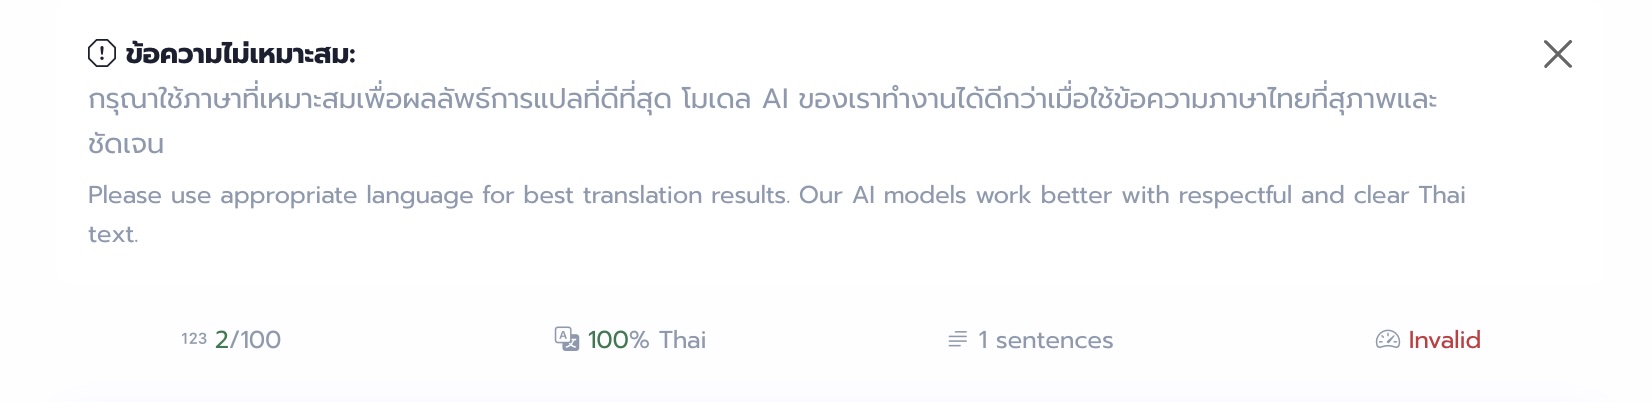 ข้อความไม่เหมาะสม:
กรุณาใช้ภาษาที่เหมาะสมเพื่อผลลัพธ์การแปลที่ดีที่สุด โมเดล AI ของเราทำงานได้ดีกว่าเมื่อใช้ข้อความภาษาไทยที่สุภาพและ
ชัดเจน
Please use appropriate language for best translation results. Our AI models work better with respectful and clear Thai
text.
123 2/100 100% Thai 1 sentences Invalid